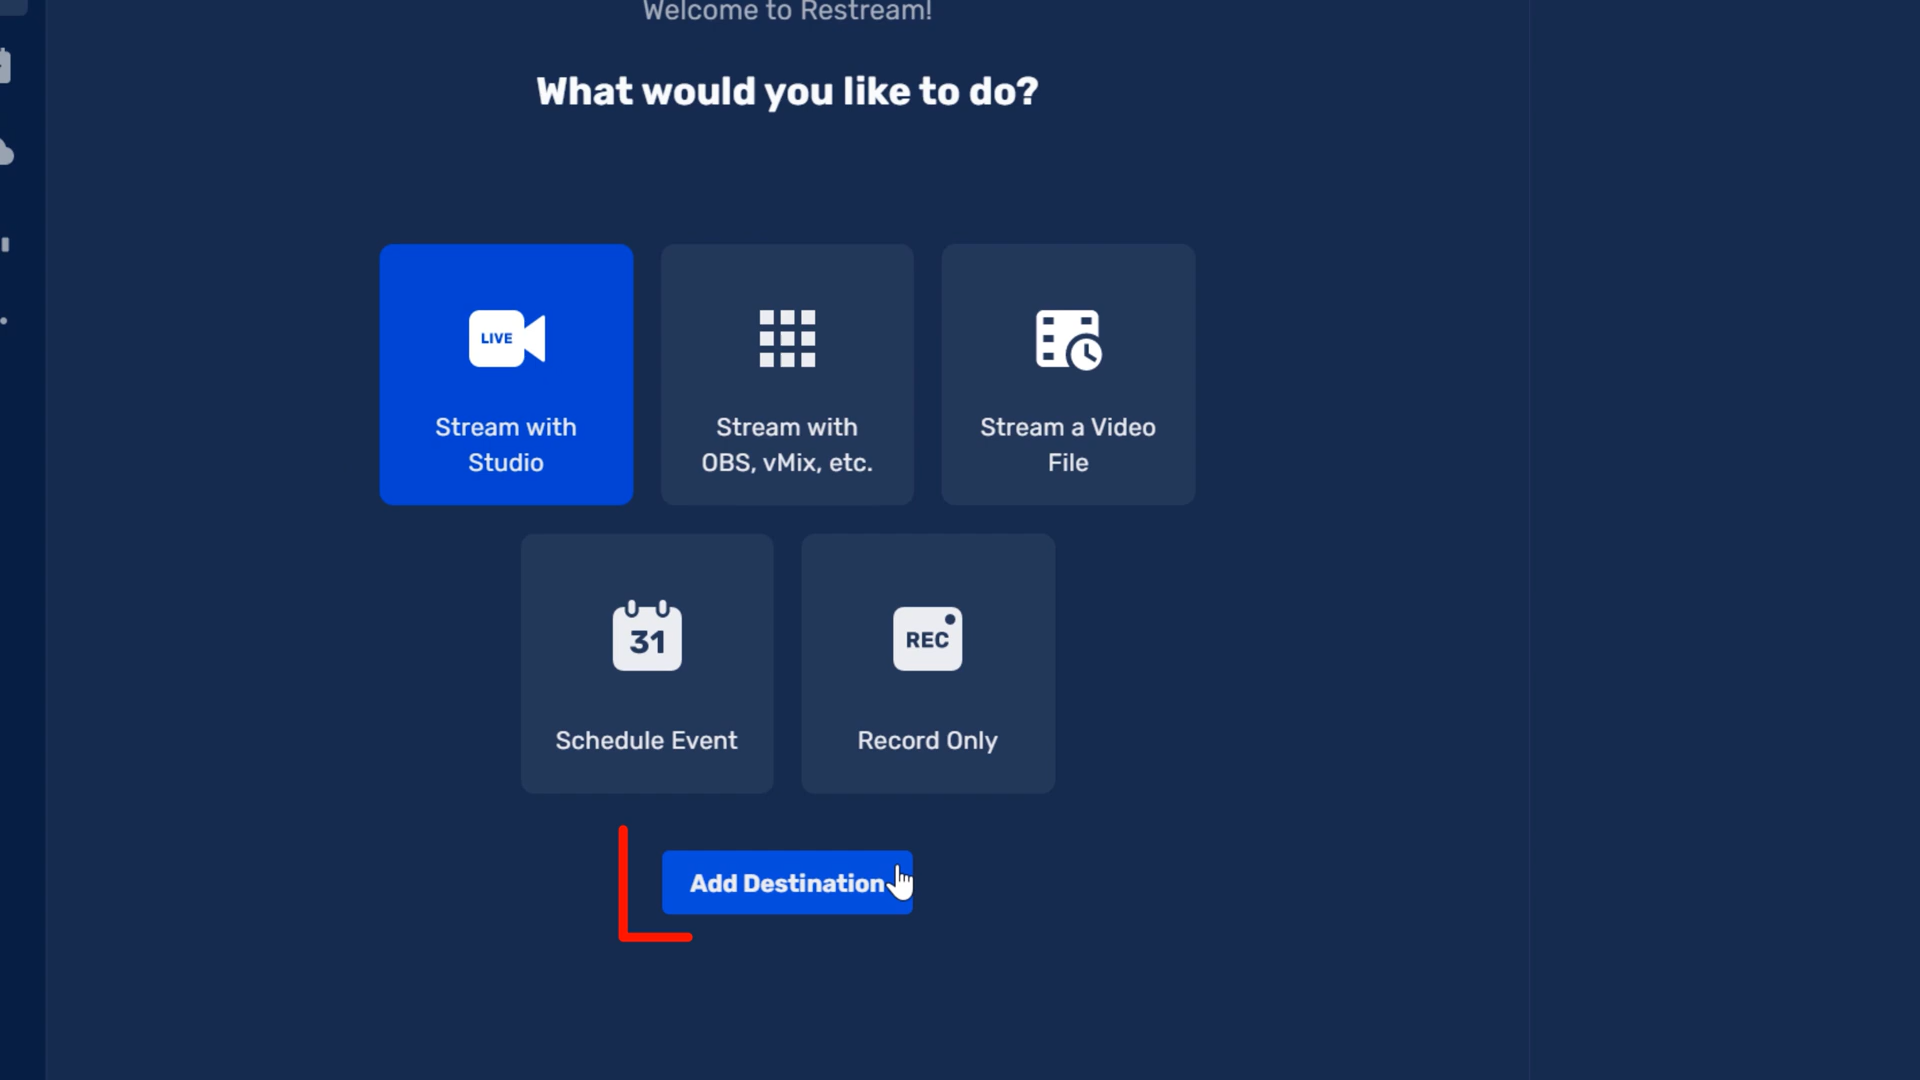 Welcome to Restream!
What would you like to do?
LIVE
Stream with
Studio
Stream with
OBS, vMix, etc.
Stream a Video
File
31
Schedule Event
REC
Record Only
Add Destination